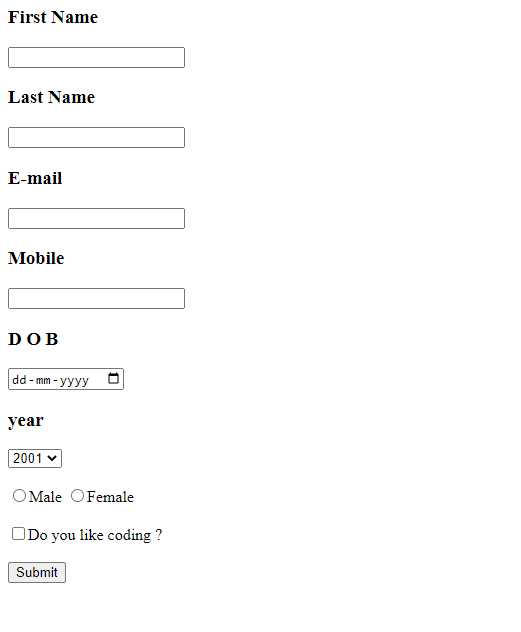 First Name
Last Name
E-mail
Mobile
D O B
dd-mm-yyyy
year
2001
Male Female
Do you like coding ?
Submit